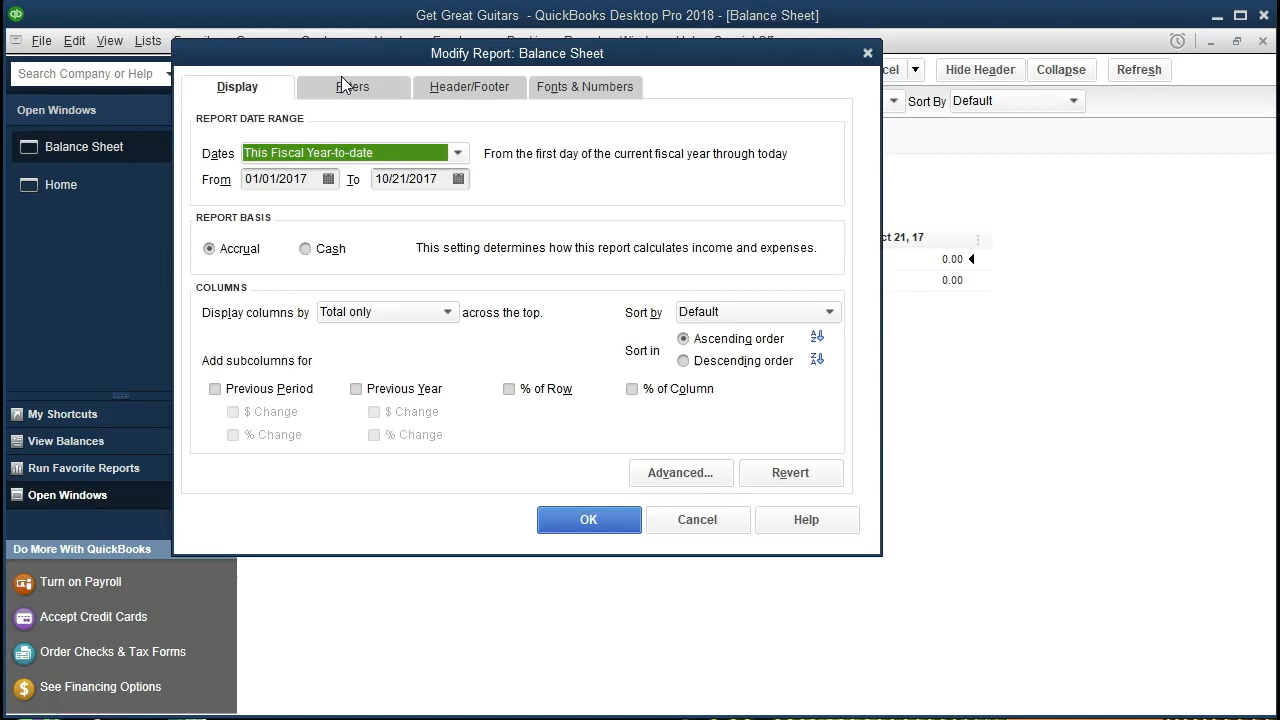 Get Great Guitars - QuickBooks Desktop Pro 2018 - [Balance Sheet]
File Edit View Lists
Search Company or Help
Modify Report: Balance Sheet
Hide Header Collapse Refresh
Display Header/Footer Fonts & Numbers
Sort By Default
Open Windows
Balance Sheet
Home
REPORT DATE RANGE
Dates This Fiscal Year-to-date From the first day of the current fiscal year through today
From 01/01/2017 To 10/21/2017
REPORT BASIS
Accrual Cash This setting determines how this report calculates income and expenses.
21, 17
0.00
0.00
COLUMNS
Display columns by Total only across the top. Sort by Default
Sort in Ascending order
Descending order
Add subcolumns for
Previous Period Previous Year % of Row % of Column
$ Change $ Change
% Change % Change
Advanced... Revert
OK Cancel Help
My Shortcuts
View Balances
Run Favorite Reports
Open Windows
Do More With QuickBooks
Turn on Payroll
Accept Credit Cards
Order Checks & Tax Forms
See Financing Options